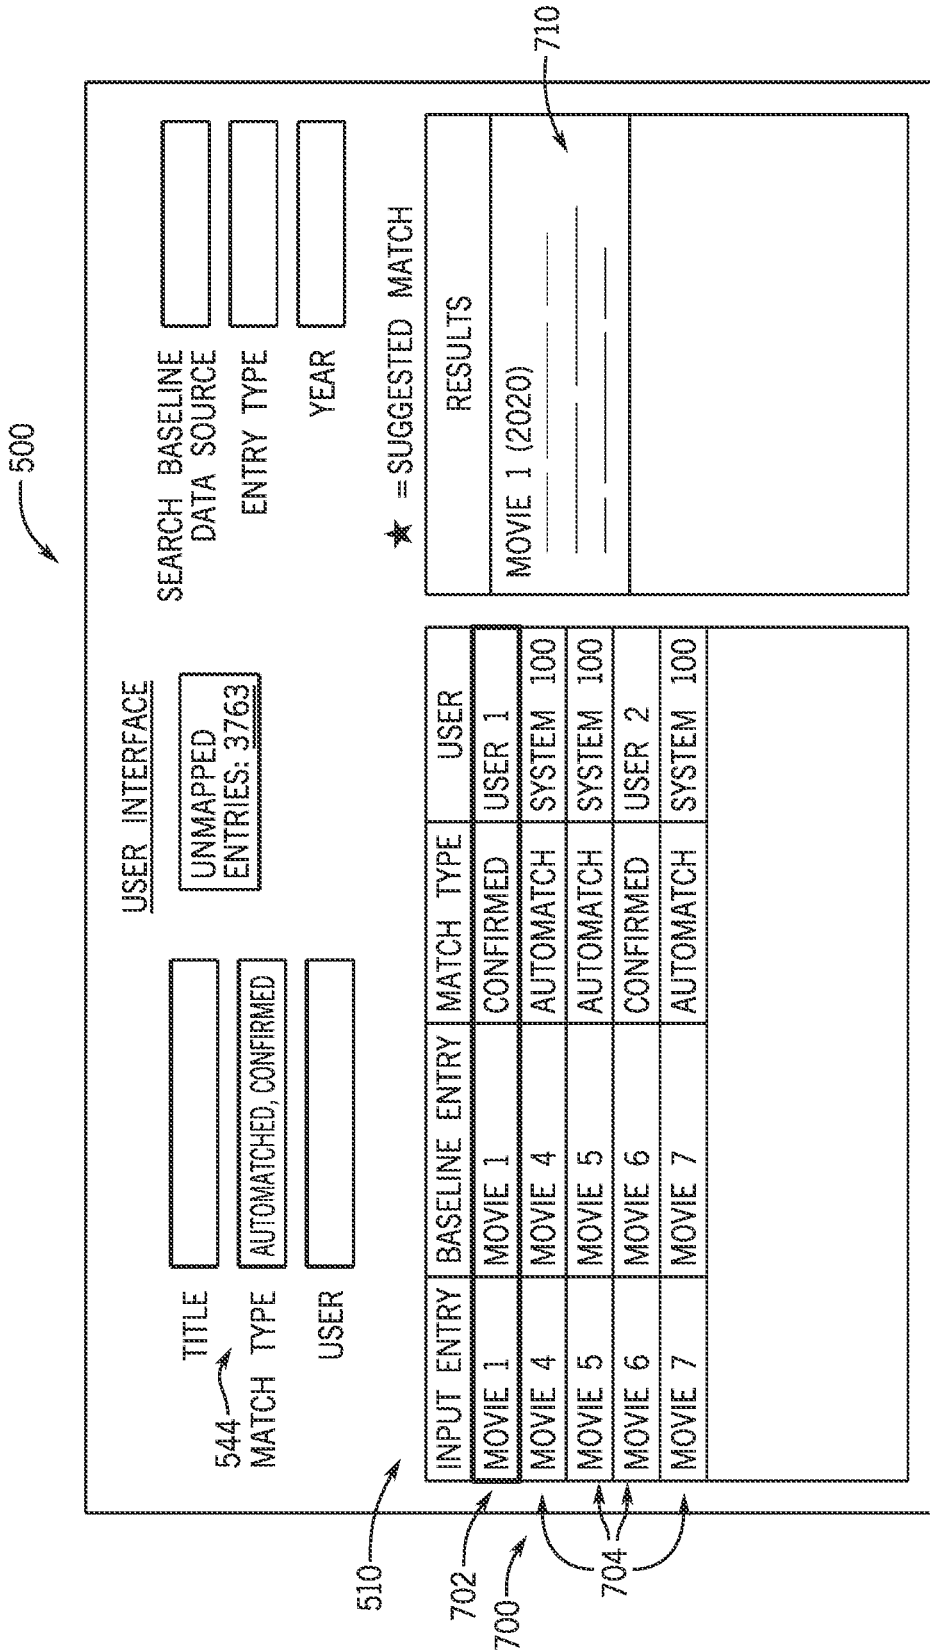 500
USER INTERFACE
TITLE
544
MATCH TYPE
AUTOMATCHED, CONFIRMED
USER
UNMAPPED
ENTRIES: 3763
SEARCH BASELINE
DATA SOURCE
ENTRY TYPE
YEAR
★ =SUGGESTED MATCH
510
INPUT ENTRY BASELINE ENTRY MATCH TYPE USER
702
MOVIE 1 MOVIE 1 CONFIRMED USER 1
700
MOVIE 4 MOVIE 4 AUTOMATCH SYSTEM 100
MOVIE 5 MOVIE 5 AUTOMATCH SYSTEM 100
704
MOVIE 6 MOVIE 6 CONFIRMED USER 2
MOVIE 7 MOVIE 7 AUTOMATCH SYSTEM 100
RESULTS
MOVIE 1 (2020)
710